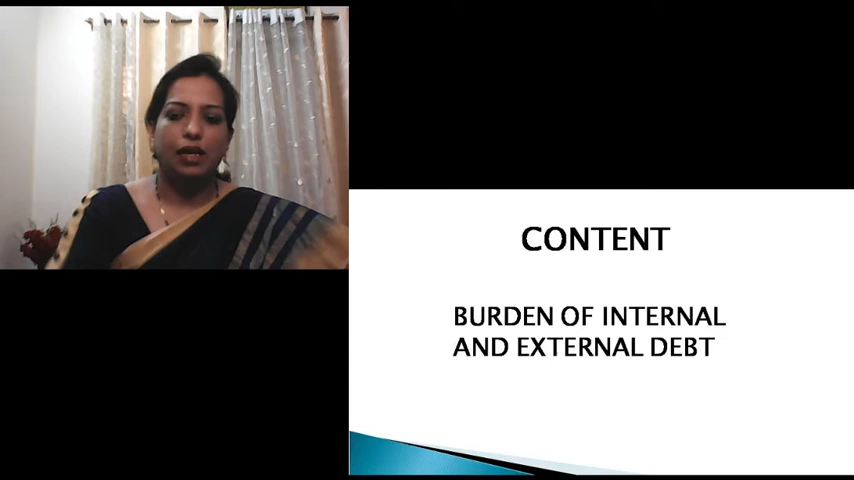 CONTENT
BURDEN OF INTERNAL
AND EXTERNAL DEBT